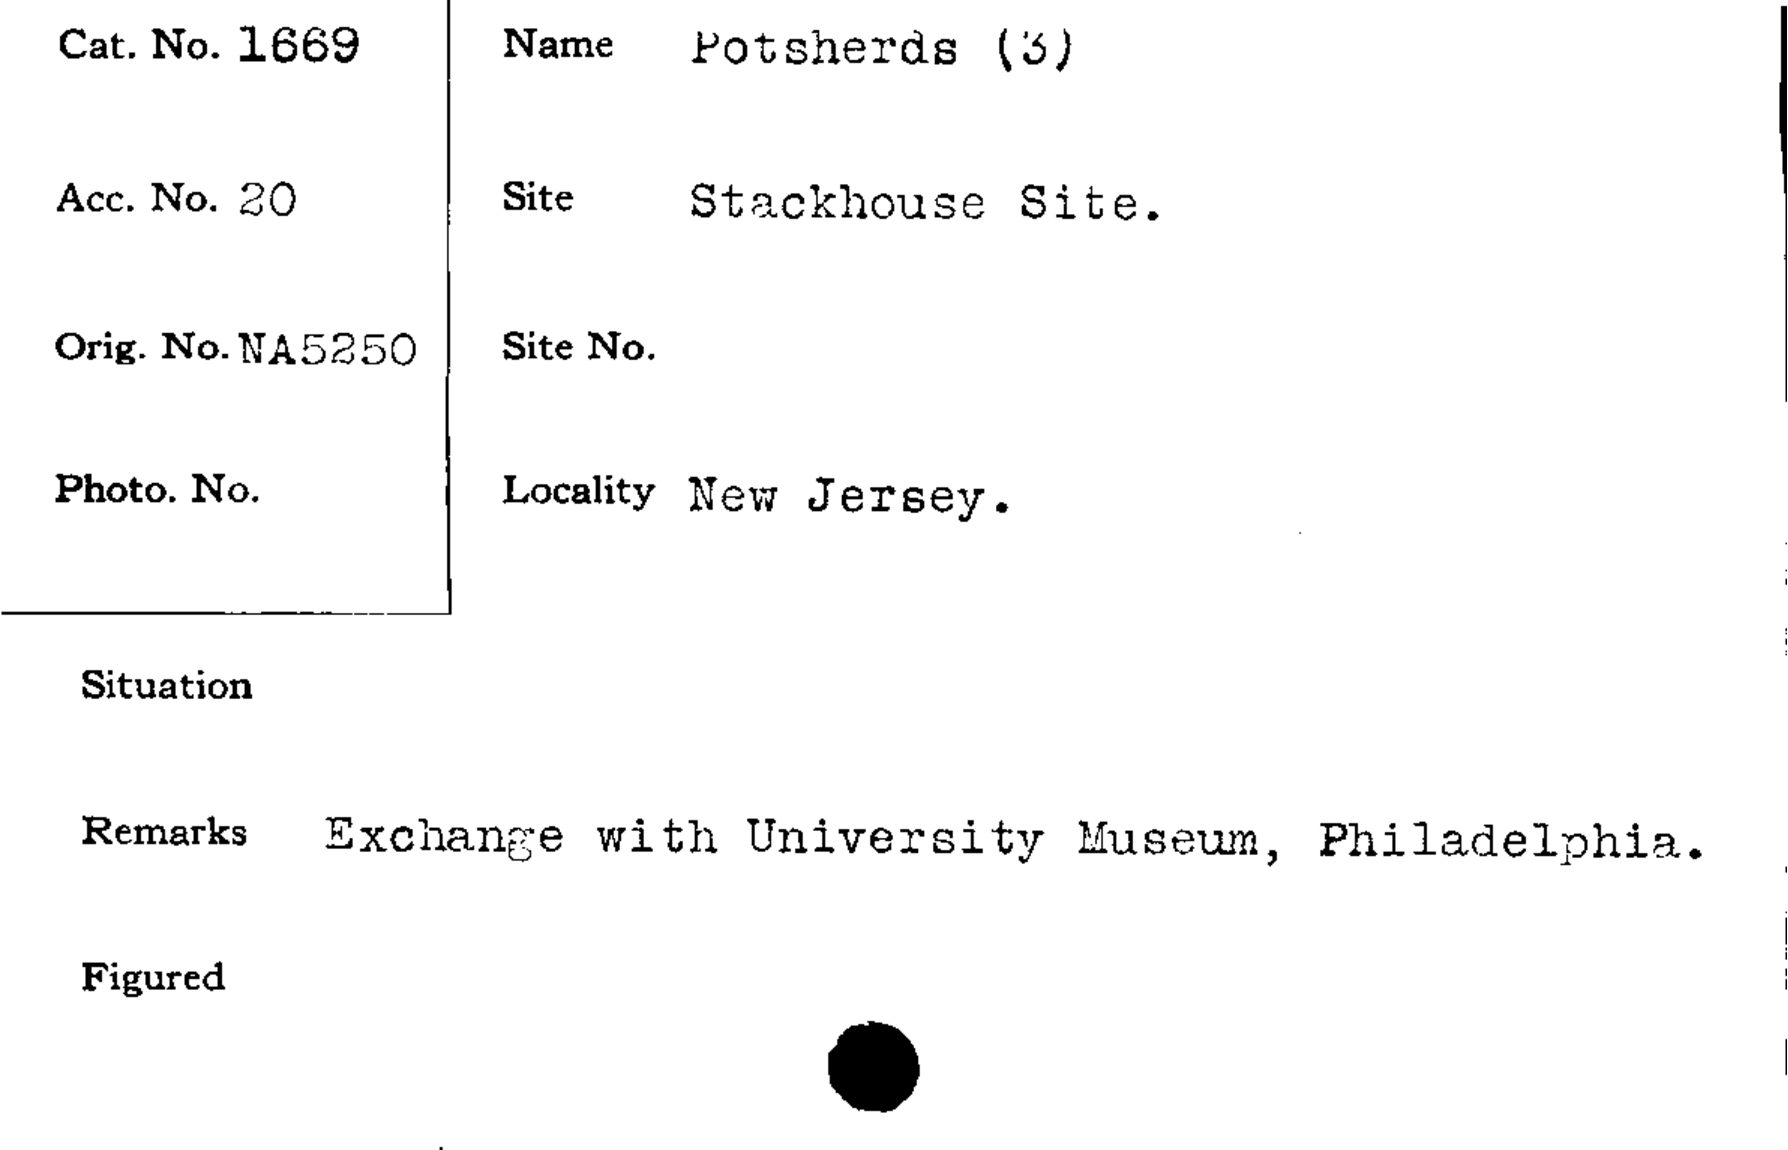 Cat. No. 1669
Acc. No. 20
Orig. No. NA5250
Photo. No.
Name Potsherds (3)
Site Stackhouse Site.
Site No.
Locality New Jersey.
Situation
Remarks Exchange with University Museum, Philadelphia.
Figured